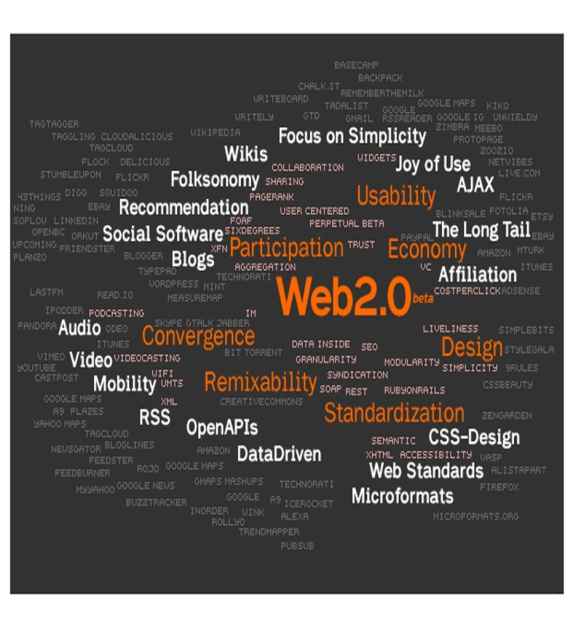 BASECAMP
BACKPACK
CHALK.IT REMEMBERTHEMILK
WRITEBOARD TADALIST GOOGLE GOOGLE MAPS KIKO
WRITELY GTD GMAIL RSSREADER GOOGLE IG UNVIELDY
TAGTAGGER ZIMBRA MEEBO
TAGGLING CLOUDALICIOUS WIKIPEDIA Focus on Simplicity PROTOPAGE
TAGCLOUD Wikis WIDGETS ZOOZIO
FLOCK DELICIOUS COLLABORATION Joy of Use NETVIBES
STUMBLEUPON FLICKR Folksonomy SHARING AJAX LIVE.COM
43THINGS DIGG SQUIDOO PAGERANK Usability FLICKR
NING EBAY Recommendation USER CENTERED BLINKSALE FOTOLIA ETSY
SOFLOW LINKEDIN FOAF PERPETUAL BETA The Long Tail
OPENBC ORKUT Social Software SIXDEGREES PAYPAL EBAY
UPCOMING FRIENDSTER XFN Participation TRUST Economy AMAZON MTURK
PLANZO BLOGGER Blogs AGGREGATION VC ITUNES
TYPEPAD TECHNORATI Affiliation
WORDPRESS MINT Web2.0 beta COSTPERCLICK ADSENSE
LASTFM READ.IO MEASUREMAP
IPODDER PODCASTING IM
PANDORA Audio ODEO SKYPE GTALK JABBER LIVELINESS SIMPLEBITS
ITUNES Convergence DATA INSIDE SEO Design STYLEGALA
VIMEO Video VIDEOCASTING BIT TORRENT GRANULARITY MODULARITY SIMPLICITY 9RULES
YOUTUBE CASTPOST WIFI SYNDICATION
Mobility UMTS Remixability SOAP REST RUBYONRAILS CSSBEAUTY
GOOGLE MAPS XML CREATIVECOMMONS
A9 PLAZES RSS Standardization ZENGARDEN
YAHOO MAPS OpenAPIs
TAGCLOUD SEMANTIC CSS-Design
NEWSGATOR BLOGLINES AMAZON DataDriven XHTML ACCESSIBILITY WASP
FEEDSTER ROJO GOOGLE MAPS Web Standards ALISTAPART
FEEDBURNER GMAPS MASHUPS TECHNORATI
MYYAHOO GOOGLE NEWS GOOGLE A9 Microformats FIREFOX
BUZZTRACKER ICEROCKET
INORDER WINK ALEXA MICROFORMATS.ORG
ROLLYO
TRENDMAPPER
PUBSUB